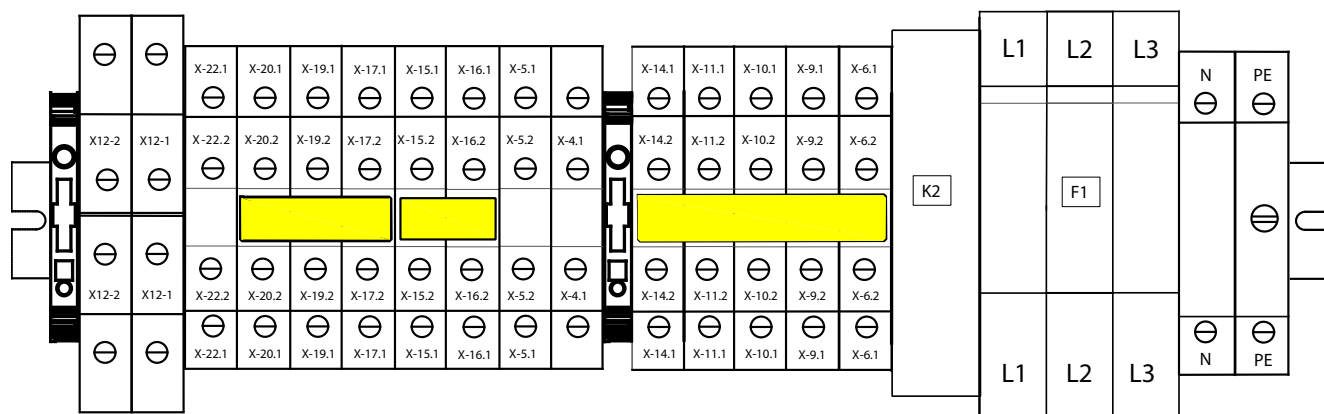 L1 L2 L3
X-22.1 X-20.1 X-19.1 X-17.1 X-15.1 X-16.1 X-5.1 X-14.1 X-11.1 X-10.1 X-9.1 X-6.1 N PE
X12-2 X12-1 X-22.2 X-20.2 X-19.2 X-17.2 X-15.2 X-16.2 X-5.2 X-4.1 X-14.2 X-11.2 X-10.2 X-9.2 X-6.2
K2 F1
X12-2 X12-1 X-22.2 X-20.2 X-19.2 X-17.2 X-15.2 X-16.2 X-5.2 X-4.1 X-14.2 X-11.2 X-10.2 X-9.2 X-6.2
X-22.1 X-20.1 X-19.1 X-17.1 X-15.1 X-16.1 X-5.1 X-14.1 X-11.1 X-10.1 X-9.1 X-6.1 N PE
L1 L2 L3